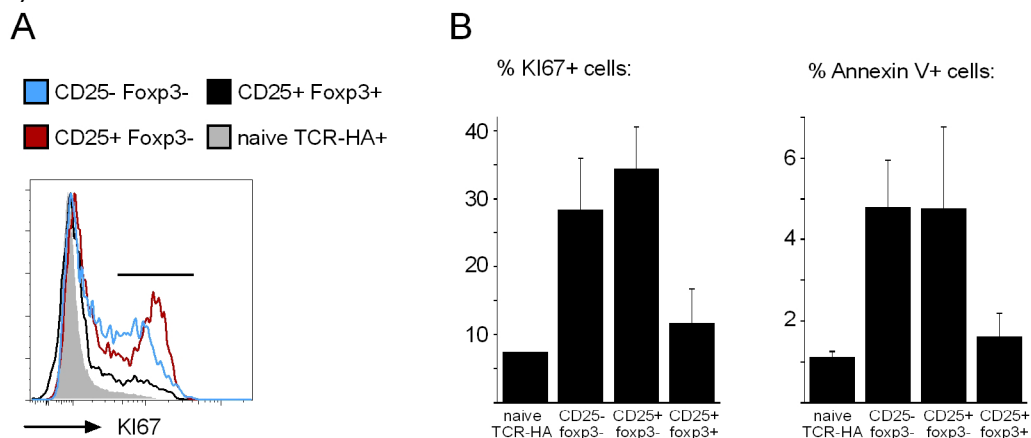 A
CD25- Foxp3-
CD25+ Foxp3+
CD25+ Foxp3-
naive TCR-HA+
KI67
B
% KI67+ cells:
40
30
20
10
naive TCR-HA
CD25- foxp3-
CD25+ foxp3-
CD25+ foxp3+
% Annexin V+ cells:
6
4
2
naive TCR-HA
CD25- foxp3-
CD25+ foxp3-
CD25+ foxp3+